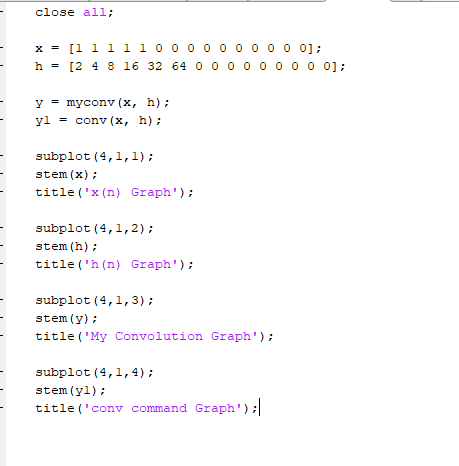 close all;
x = [1 1 1 1 1 0 0 0 0 0 0 0 0 0 0];
h = [2 4 8 16 32 64 0 0 0 0 0 0 0 0 0];
y = myconv(x, h);
y1 = conv(x, h);
subplot(4,1,1);
stem(x);
title('x(n) Graph');
subplot(4,1,2);
stem(h);
title('h(n) Graph');
subplot(4,1,3);
stem(y);
title('My Convolution Graph');
subplot(4,1,4);
stem(y1);
title('conv command Graph');